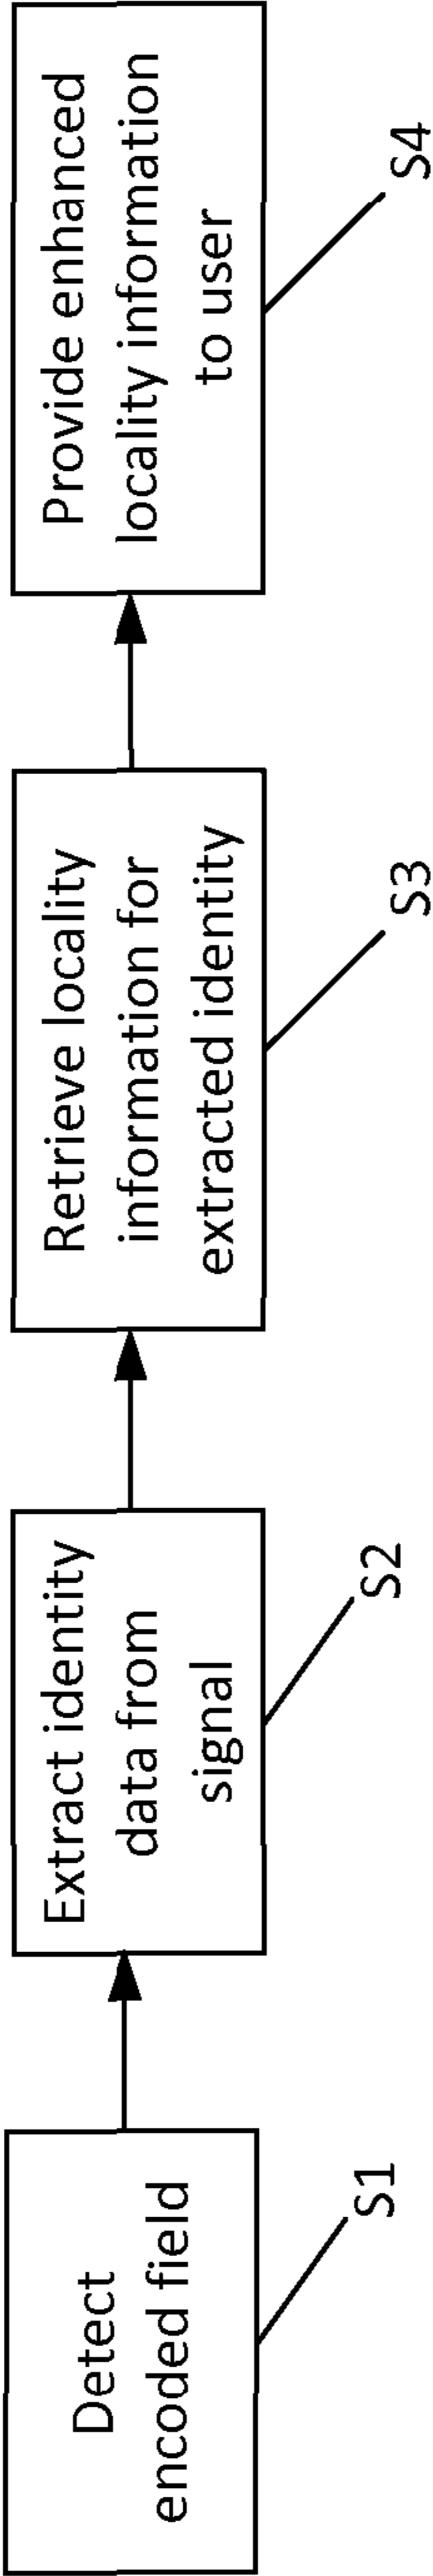 Detect
encoded field
S1
Extract identity
data from
signal
S2
Retrieve locality
information for
extracted identity
S3
Provide enhanced
locality information
to user
S4